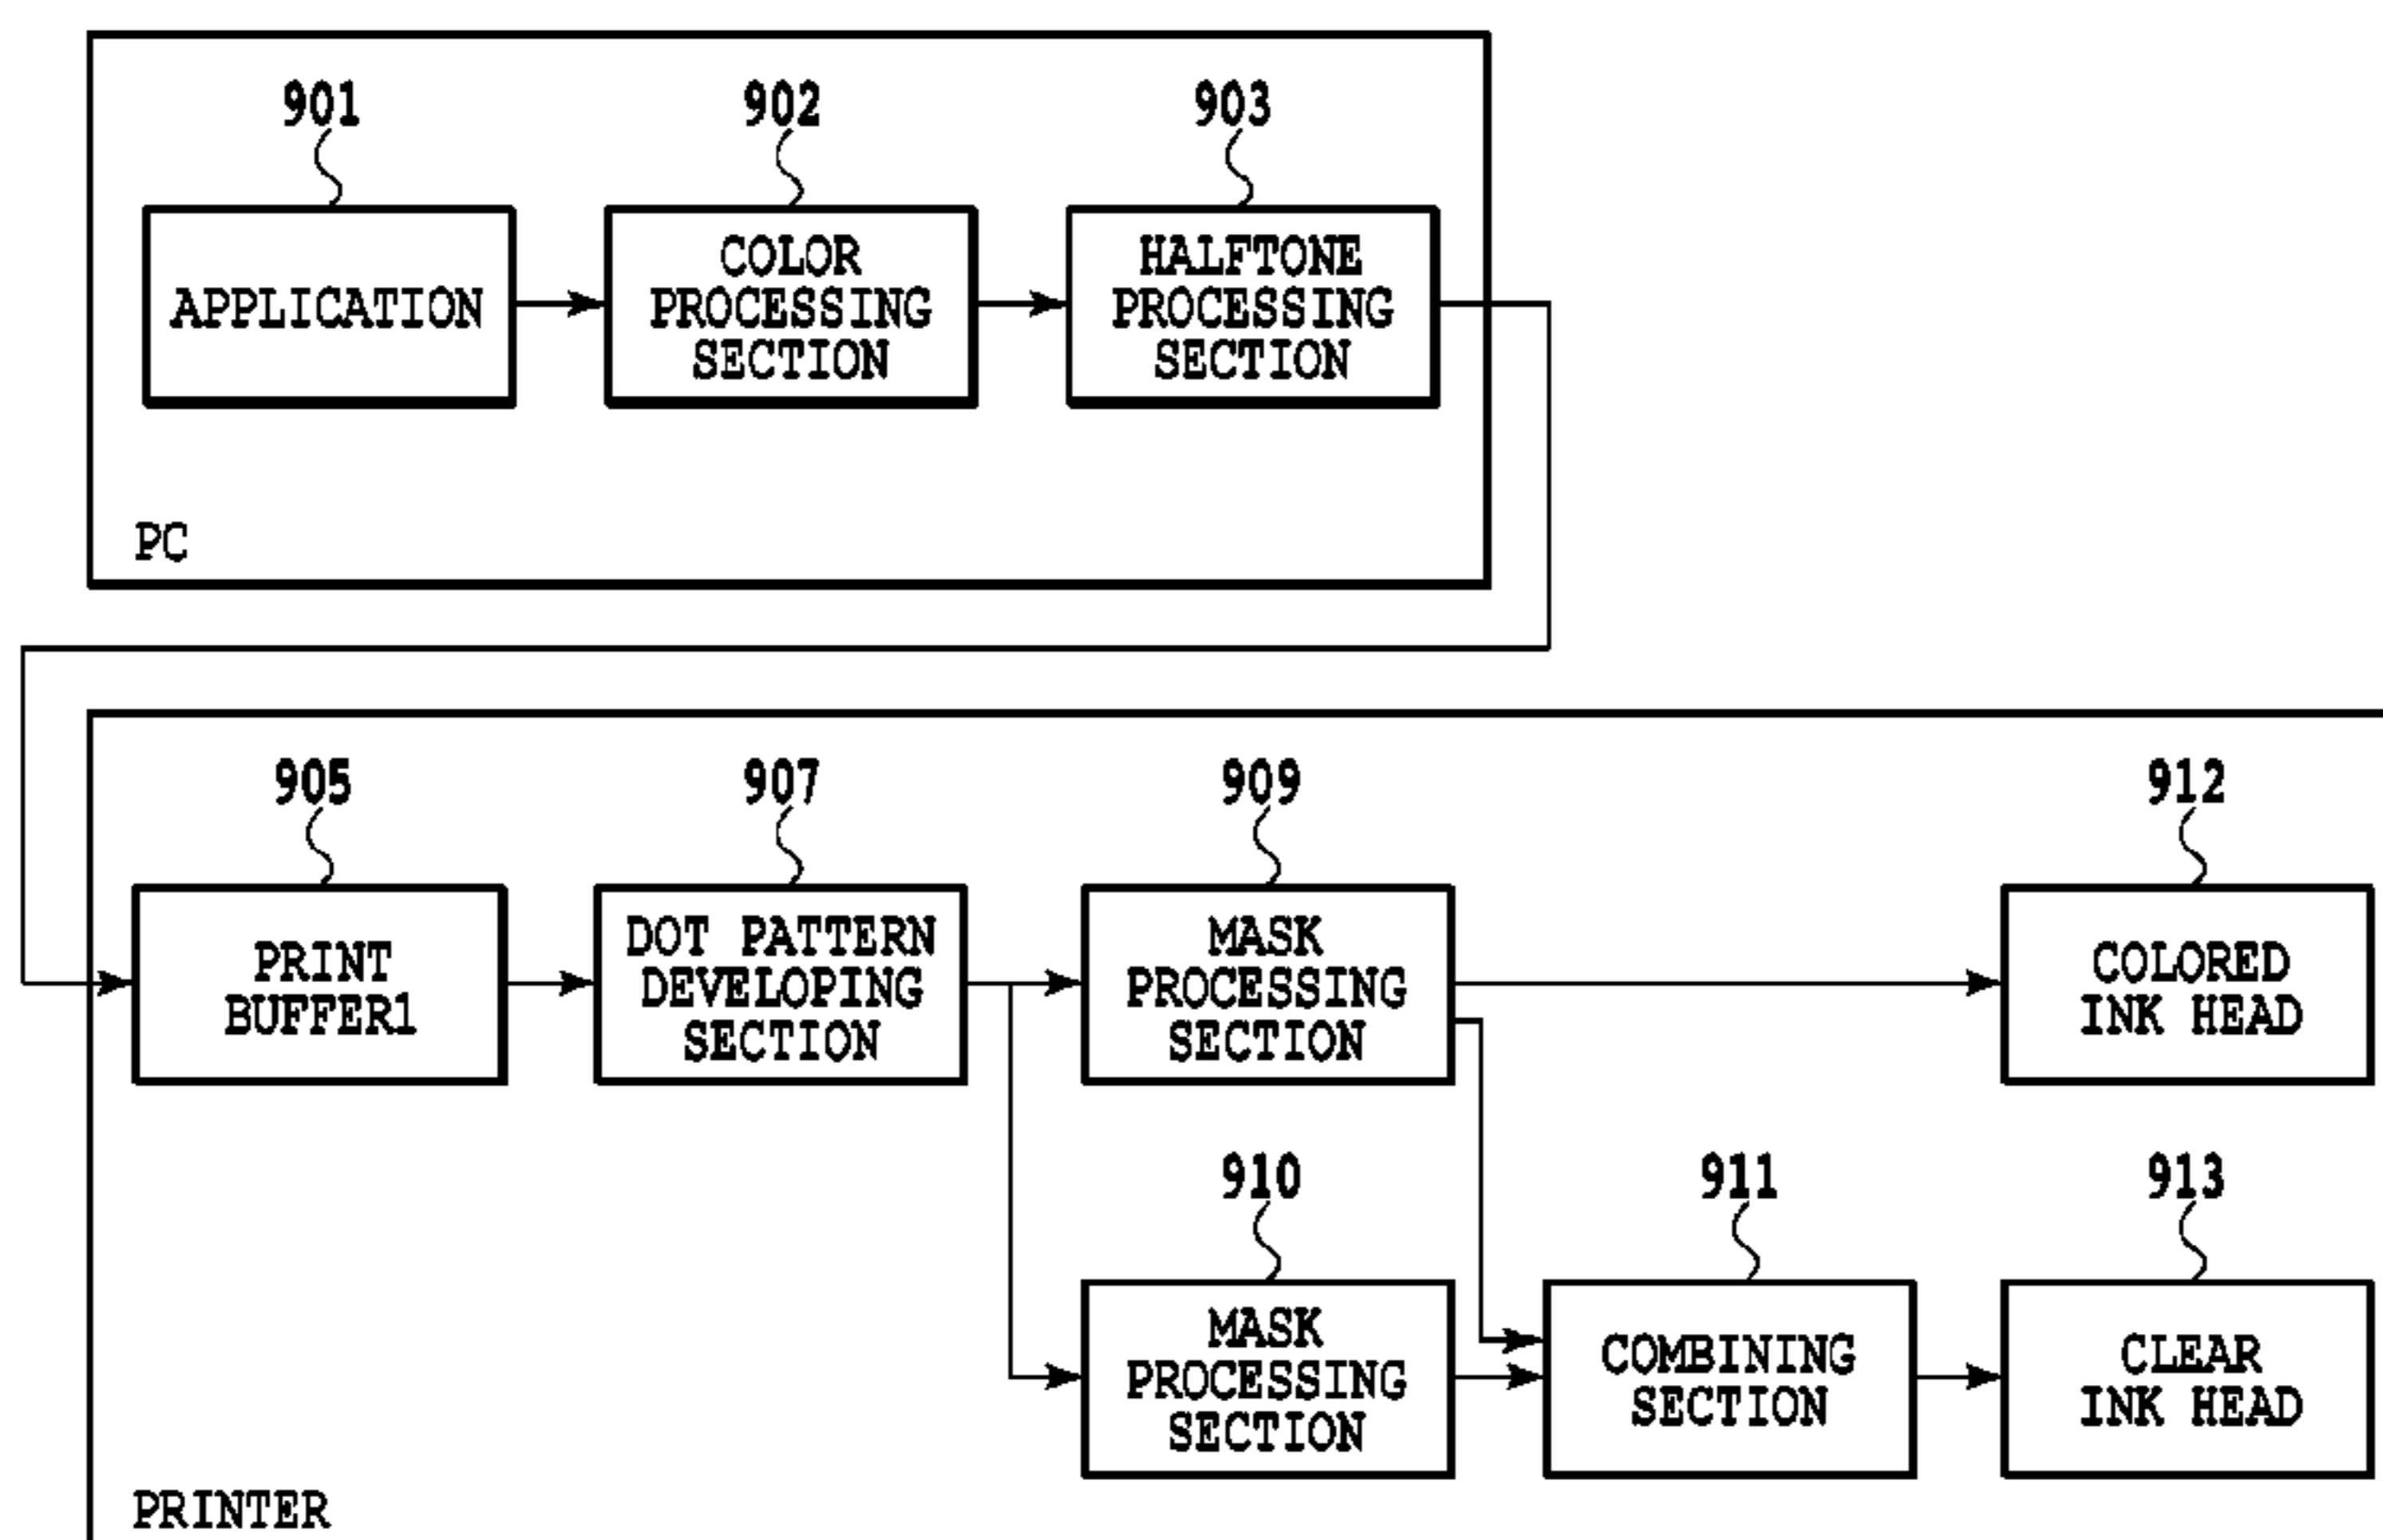 901
902
903
APPLICATION
COLOR
PROCESSING
SECTION
HALFTONE
PROCESSING
SECTION
PC
905
907
909
912
PRINT
BUFFER1
DOT PATTERN
DEVELOPING
SECTION
MASK
PROCESSING
SECTION
COLORED
INK HEAD
910
911
913
MASK
PROCESSING
SECTION
COMBINING
SECTION
CLEAR
INK HEAD
PRINTER